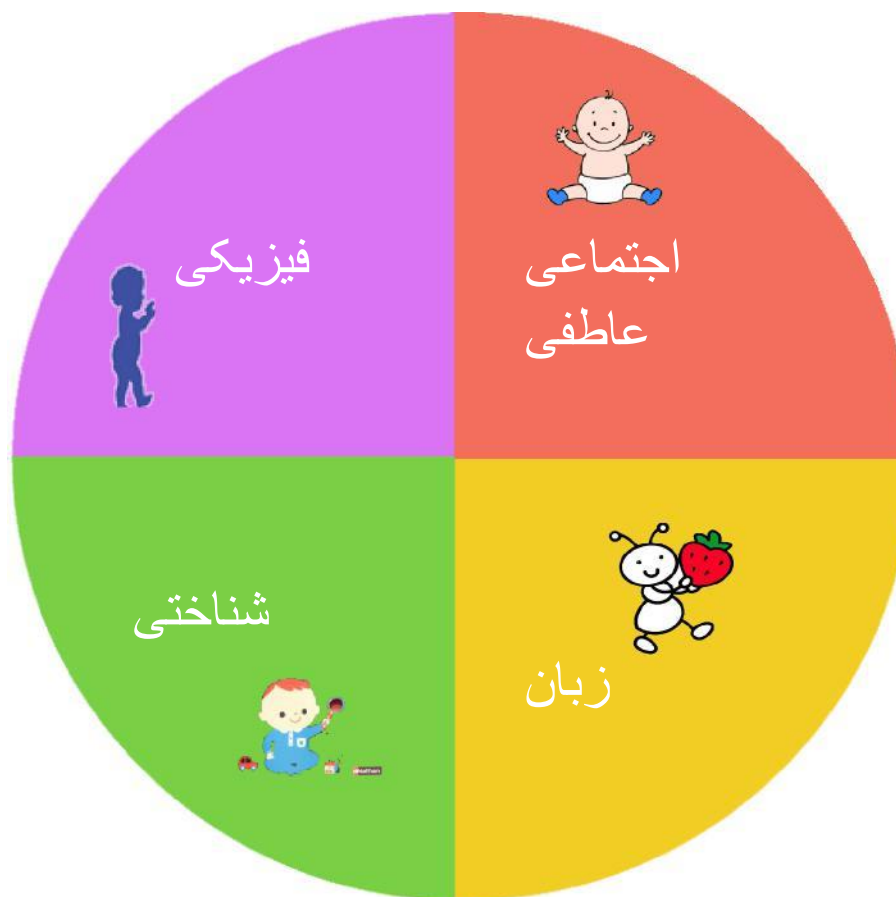 اجتماعی
عاطفی
فیزیکی
شناختی
زبان